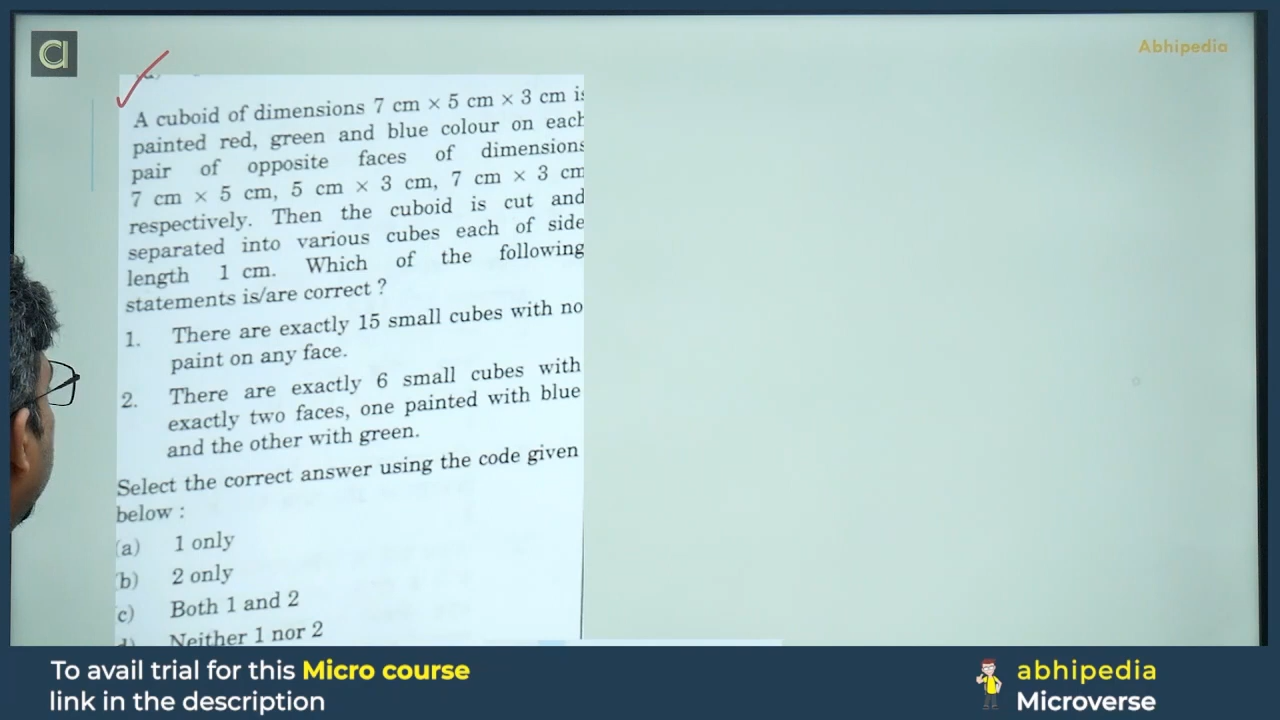 Abhipedia
A cuboid of dimensions 7 cm × 5 cm × 3 cm is
painted red, green and blue colour on each
pair of opposite faces of dimensions
7 cm × 5 cm, 5 cm × 3 cm, 7 cm × 3 cm
respectively. Then the cuboid is cut and
separated into various cubes each of side
length 1 cm. Which of the following
statements is/are correct ?
1. There are exactly 15 small cubes with no
paint on any face.
2. There are exactly 6 small cubes with
exactly two faces, one painted with blue
and the other with green.
Select the correct answer using the code given
below :
(a) 1 only
(b) 2 only
(c) Both 1 and 2
Neither 1 nor 2
To avail trial for this Micro course
link in the description
abhipedia
Microverse